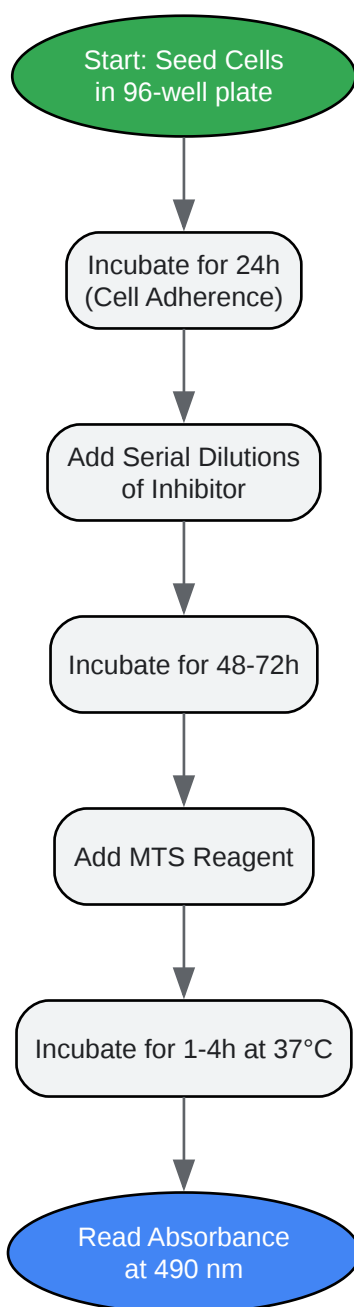 Start: Seed Cells
in 96-well plate
Incubate for 24h
(Cell Adherence)
Add Serial Dilutions
of Inhibitor
Incubate for 48-72h
Add MTS Reagent
Incubate for 1-4h at 37°C
Read Absorbance
at 490 nm